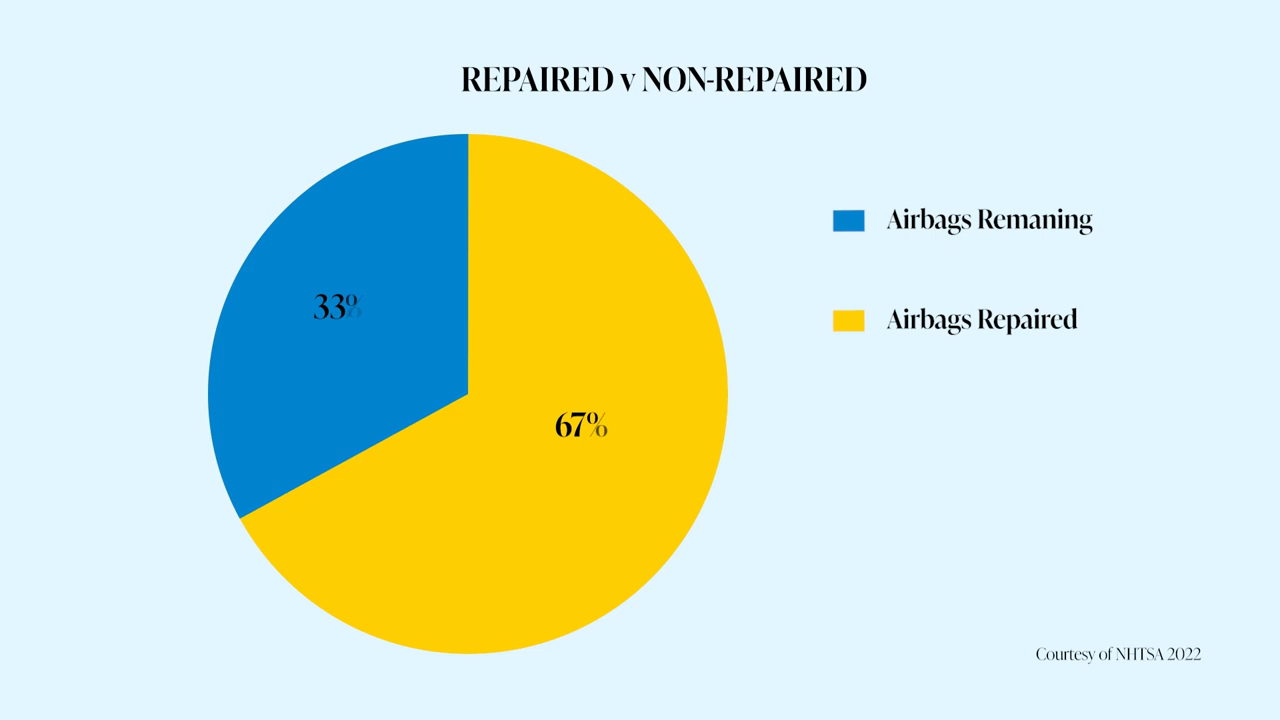 REPAIRED v NON-REPAIRED
Airbags Remaning
33%
Airbags Repaired
67%
Courtesy of NHTSA 2022